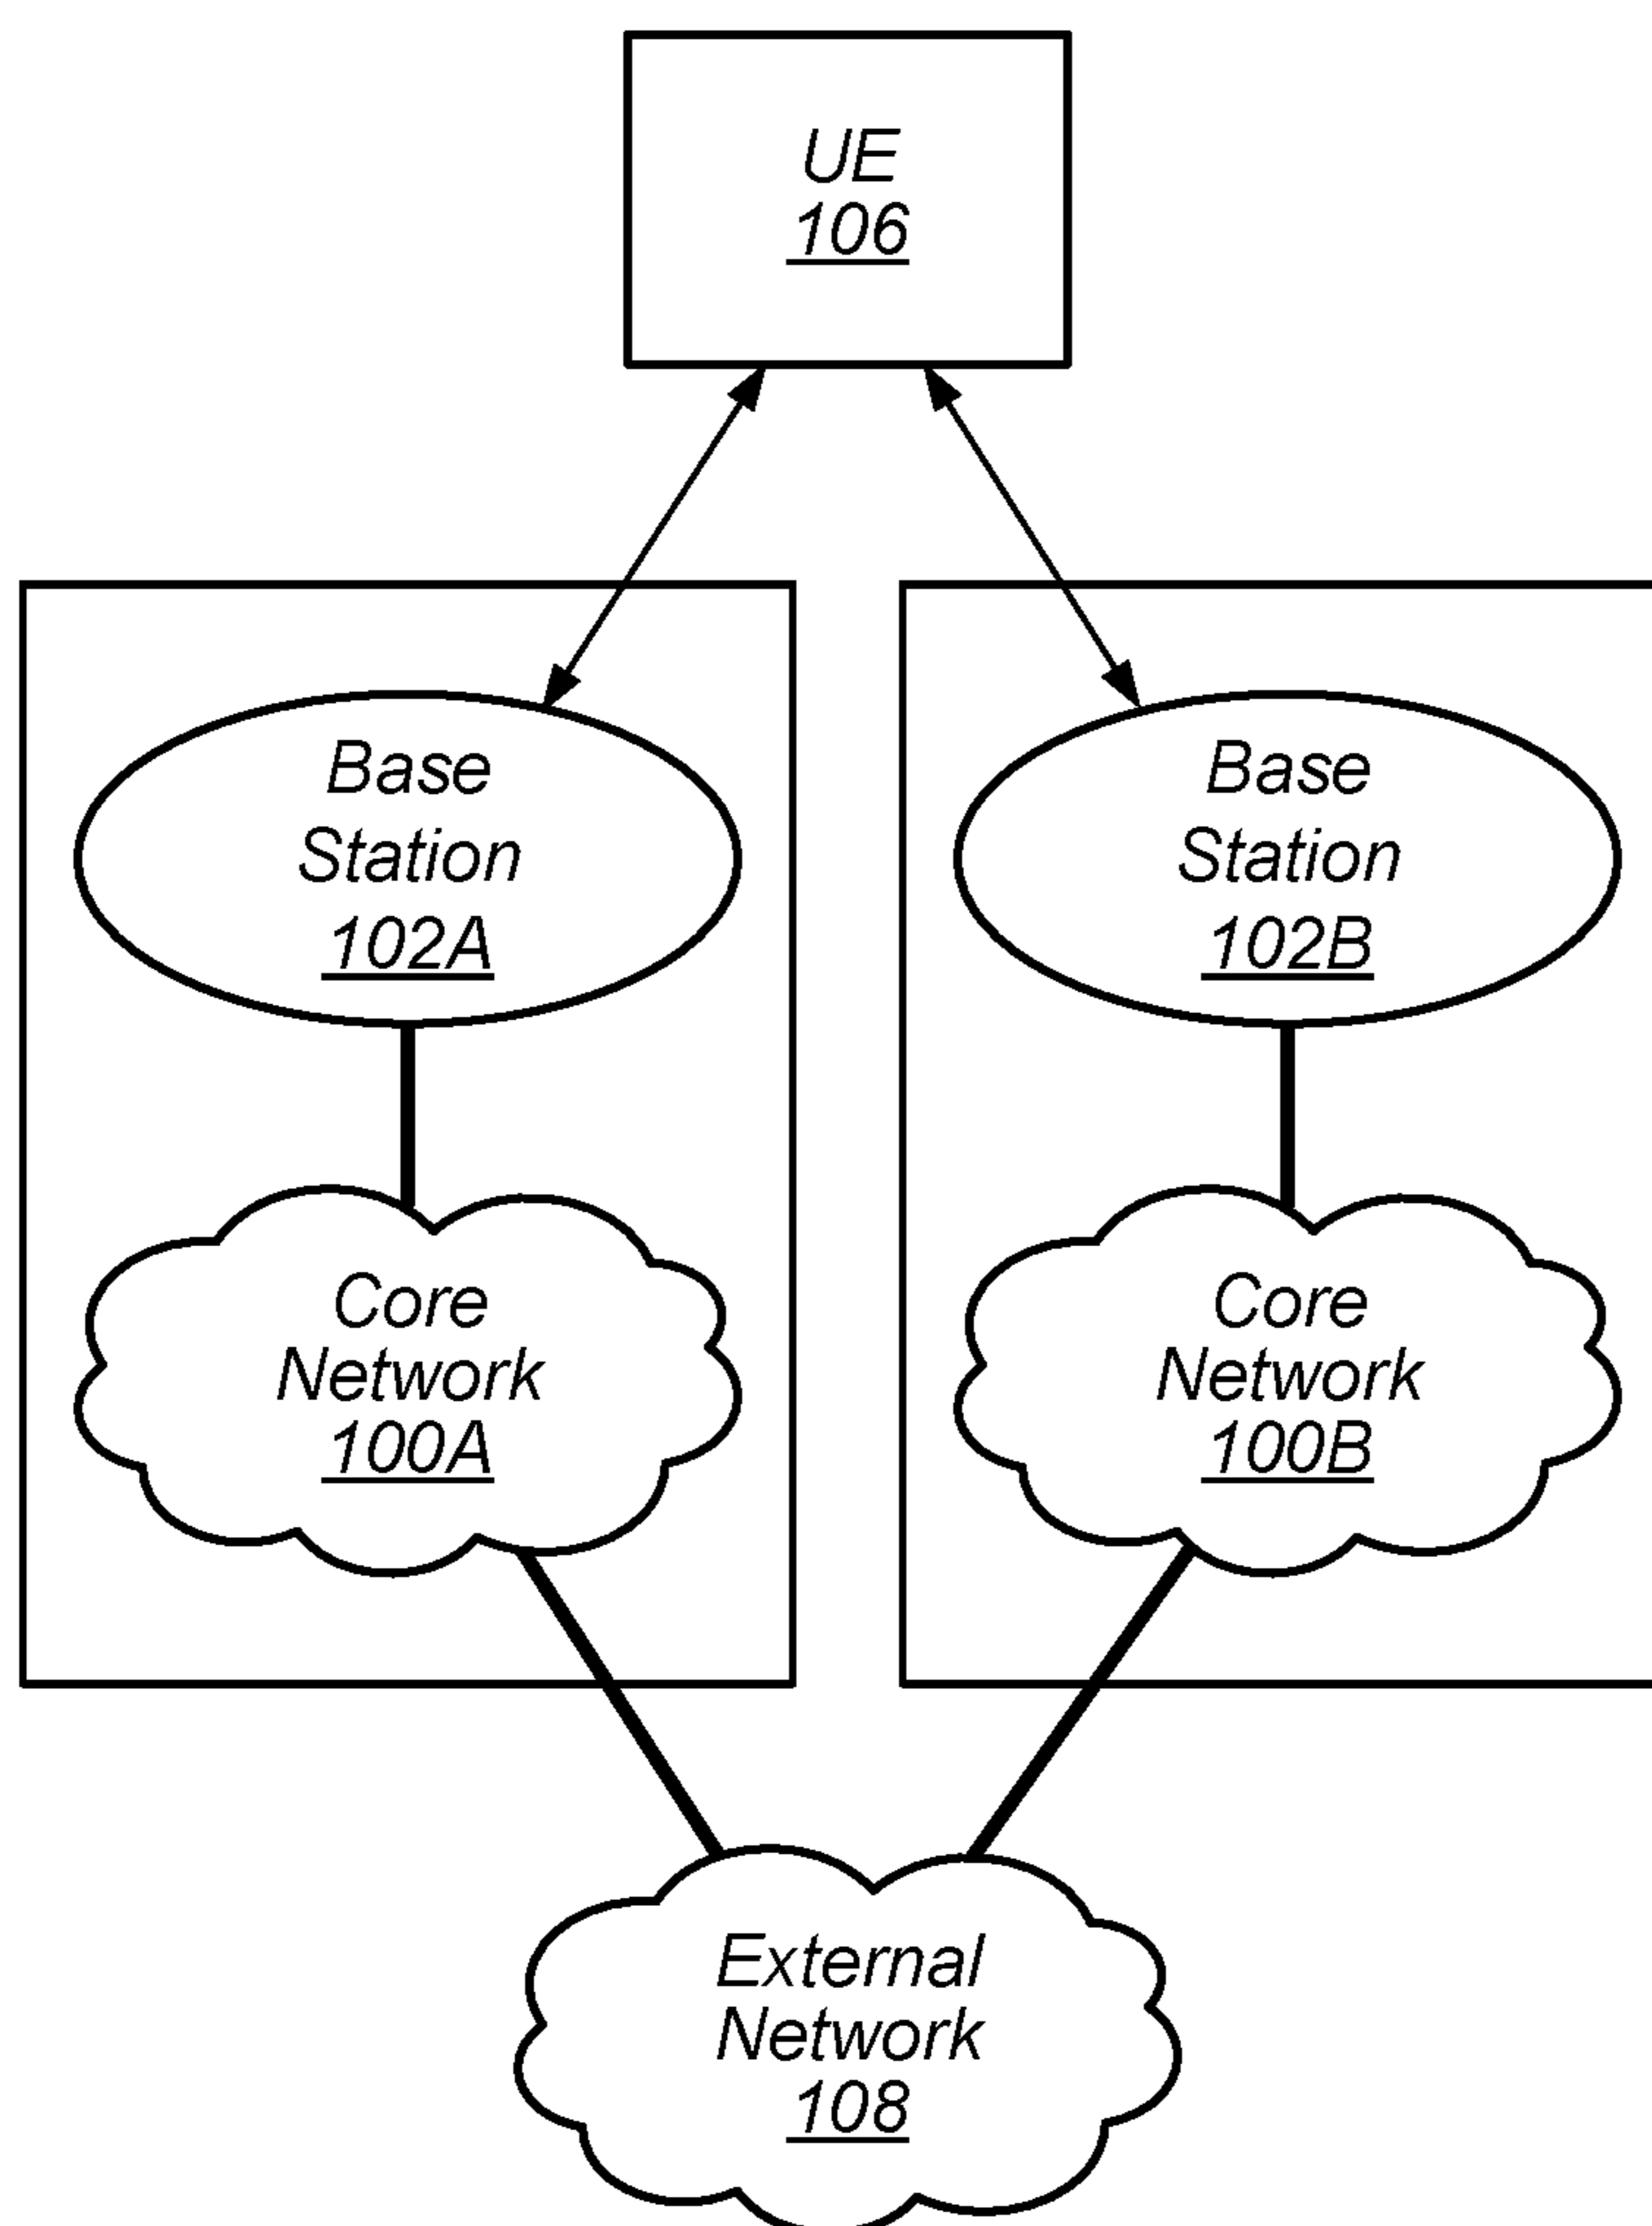 UE
106
Base
Station
102A
Base
Station
102B
Core
Network
100A
Core
Network
100B
External
Network
108